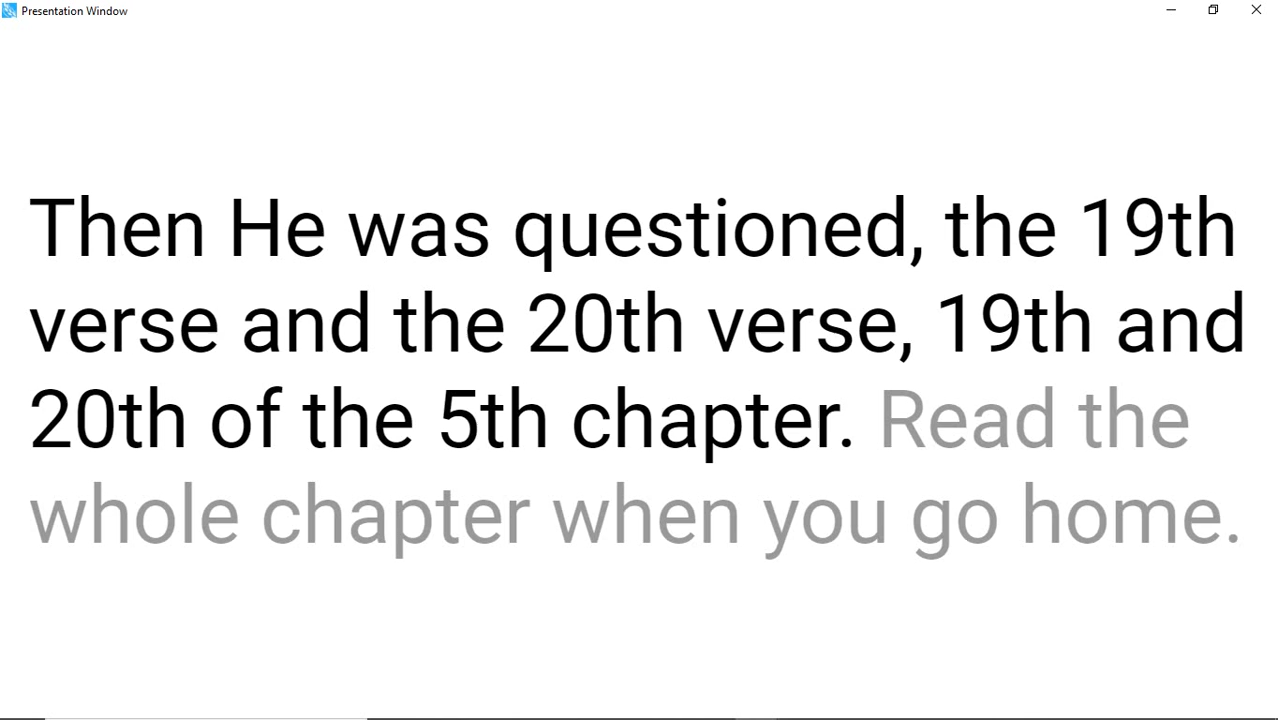 Presentation Window
Then He was questioned, the 19th
verse and the 20th verse, 19th and
20th of the 5th chapter. Read the
whole chapter when you go home.